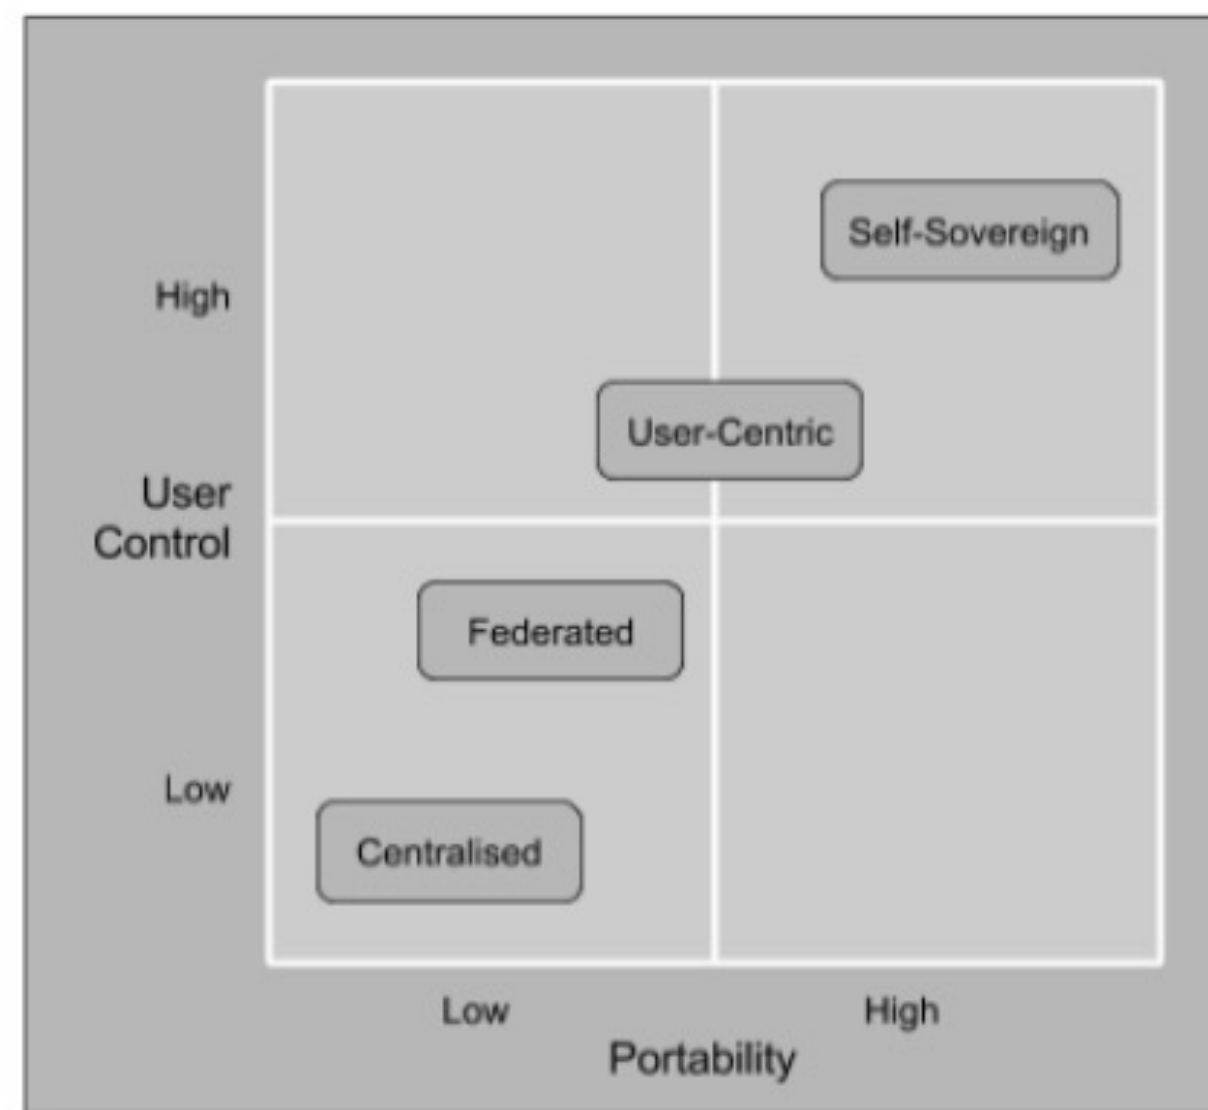 Self-Sovereign
High
User-Centric
User
Control
Federated
Low
Centralised
Low
High
Portability